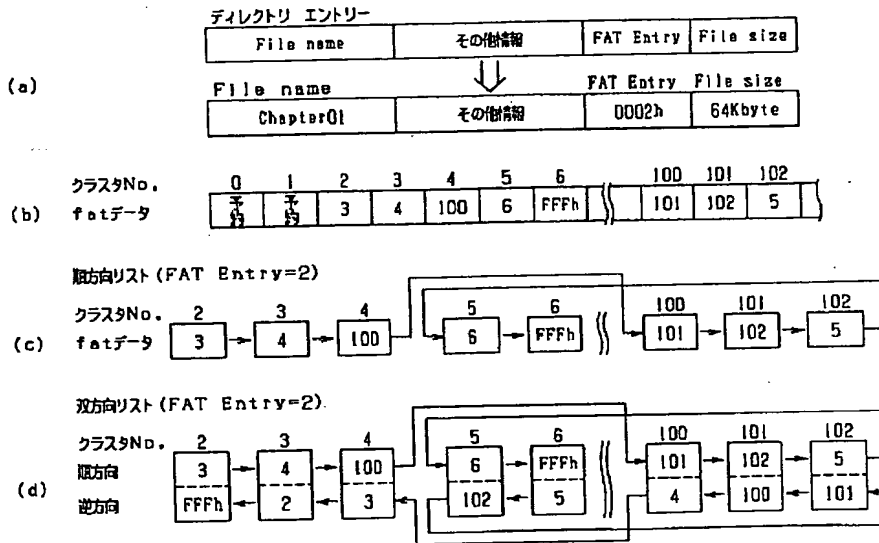 ディレクトリ エントリー
File name その他情報 FAT Entry File size
(a)
File name FAT Entry File size
Chapter01 その他情報 0002h 64Kbyte
クラスタNo. 0 1 2 3 4 5 6 100 101 102
(b) fatデータ 予約 予約 3 4 100 6 FFFh 101 102 5
順方向リスト(FAT Entry=2)
クラスタNo. 2 3 4 5 6 100 101 102
(c) fatデータ 3 4 100 6 FFFh 101 102 5
双方向リスト(FAT Entry=2)
クラスタNo. 2 3 4 5 6 100 101 102
順方向 3 4 100 6 FFFh 101 102 5
(d)
逆方向 FFFh 2 3 102 5 4 100 101